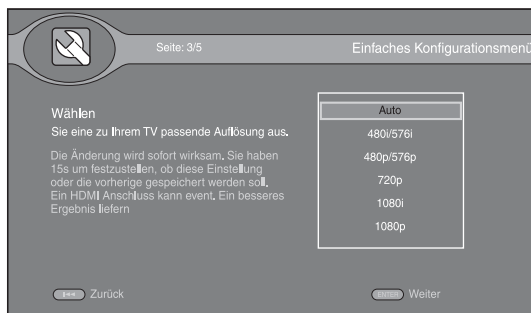 Seite: 3/5
Einfaches Konfigurationsmenü
Wählen
Sie eine zu Ihrem TV passende Auflösung aus.
Die Änderung wird sofort wirksam. Sie haben
15s um festzustellen, ob diese Einstellung
oder die vorherige gespeichert werden soll.
Ein HDMI Anschluss kann event. Ein besseres
Ergebnis liefern
Auto
480i/576i
480p/576p
720p
1080i
1080p
Zurück
ENTER Weiter